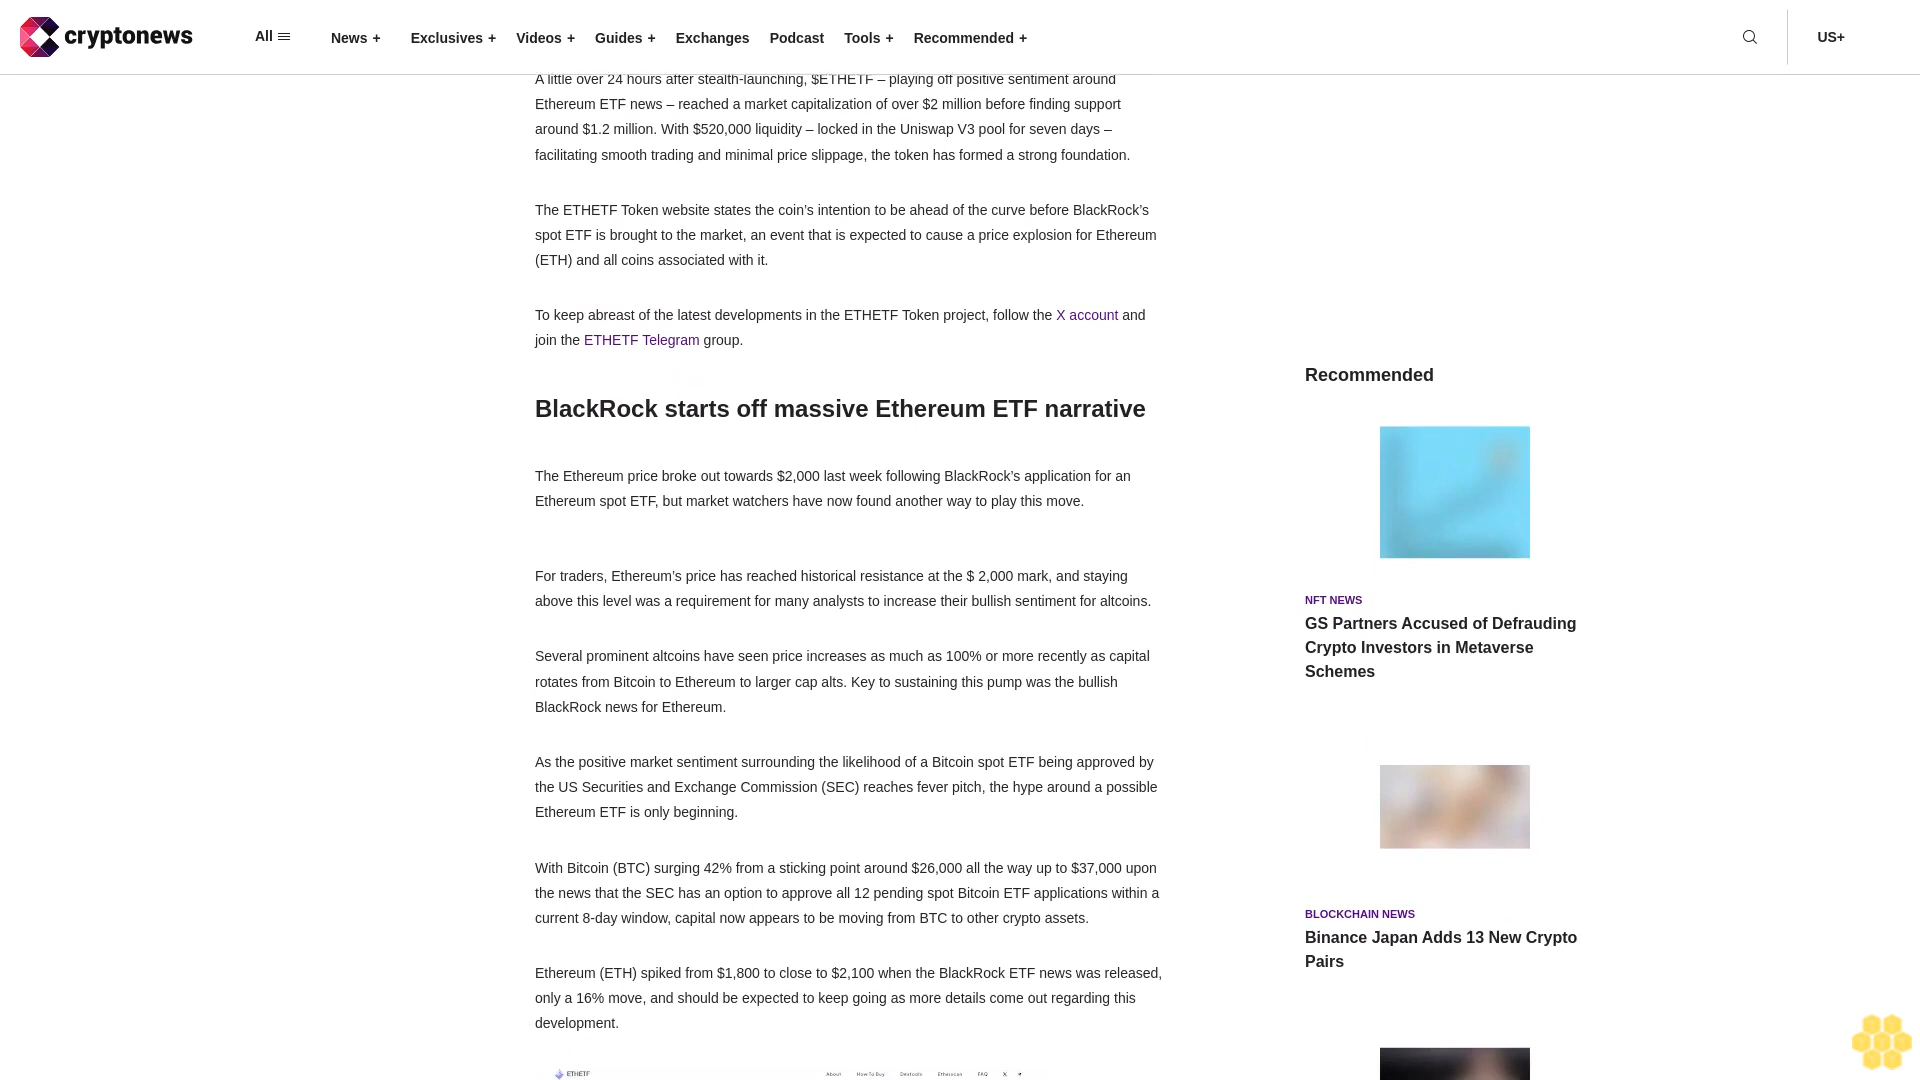 cryptonews
All
News +
Exclusives +
Videos +
Guides +
Exchanges
Podcast
Tools +
Recommended +
US+
A little over 24 hours after stealth-launching, $ETHETF – playing off positive sentiment around
Ethereum ETF news – reached a market capitalization of over $2 million before finding support
around $1.2 million. With $520,000 liquidity – locked in the Uniswap V3 pool for seven days –
facilitating smooth trading and minimal price slippage, the token has formed a strong foundation.
The ETHETF Token website states the coin’s intention to be ahead of the curve before BlackRock’s
spot ETF is brought to the market, an event that is expected to cause a price explosion for Ethereum
(ETH) and all coins associated with it.
To keep abreast of the latest developments in the ETHETF Token project, follow the X account and
join the ETHETF Telegram group.
BlackRock starts off massive Ethereum ETF narrative
The Ethereum price broke out towards $2,000 last week following BlackRock’s application for an
Ethereum spot ETF, but market watchers have now found another way to play this move.
For traders, Ethereum’s price has reached historical resistance at the $ 2,000 mark, and staying
above this level was a requirement for many analysts to increase their bullish sentiment for altcoins.
Several prominent altcoins have seen price increases as much as 100% or more recently as capital
rotates from Bitcoin to Ethereum to larger cap alts. Key to sustaining this pump was the bullish
BlackRock news for Ethereum.
As the positive market sentiment surrounding the likelihood of a Bitcoin spot ETF being approved by
the US Securities and Exchange Commission (SEC) reaches fever pitch, the hype around a possible
Ethereum ETF is only beginning.
With Bitcoin (BTC) surging 42% from a sticking point around $26,000 all the way up to $37,000 upon
the news that the SEC has an option to approve all 12 pending spot Bitcoin ETF applications within a
current 8-day window, capital now appears to be moving from BTC to other crypto assets.
Ethereum (ETH) spiked from $1,800 to close to $2,100 when the BlackRock ETF news was released,
only a 16% move, and should be expected to keep going as more details come out regarding this
development.
ETHETF
About
How To Buy
Dextools
Etherscan
FAQ
X
Recommended
NFT NEWS
GS Partners Accused of Defrauding
Crypto Investors in Metaverse
Schemes
BLOCKCHAIN NEWS
Binance Japan Adds 13 New Crypto
Pairs